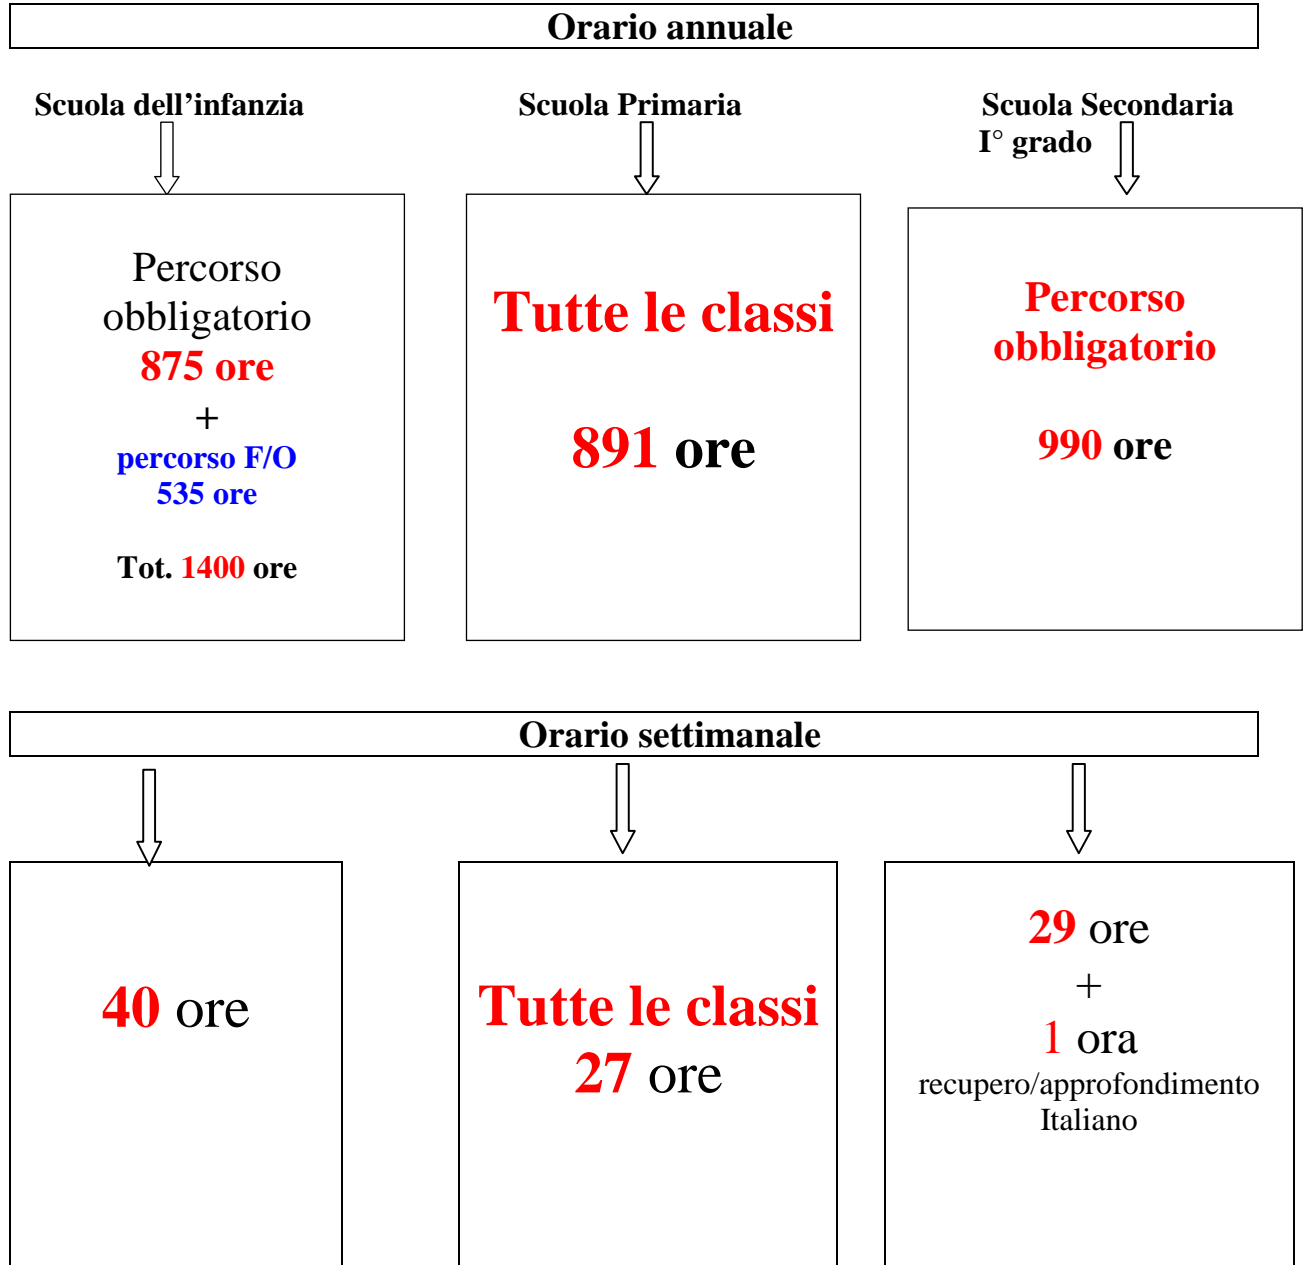 Orario annuale
Scuola dell’infanzia
Scuola Primaria
Scuola Secondaria
I° grado
Percorso
obbligatorio
875 ore
+
percorso F/O
535 ore
Tot. 1400 ore
Tutte le classi
891 ore
Percorso
obbligatorio
990 ore
Orario settimanale
40 ore
Tutte le classi
27 ore
29 ore
+
1 ora
recupero/approfondimento
Italiano